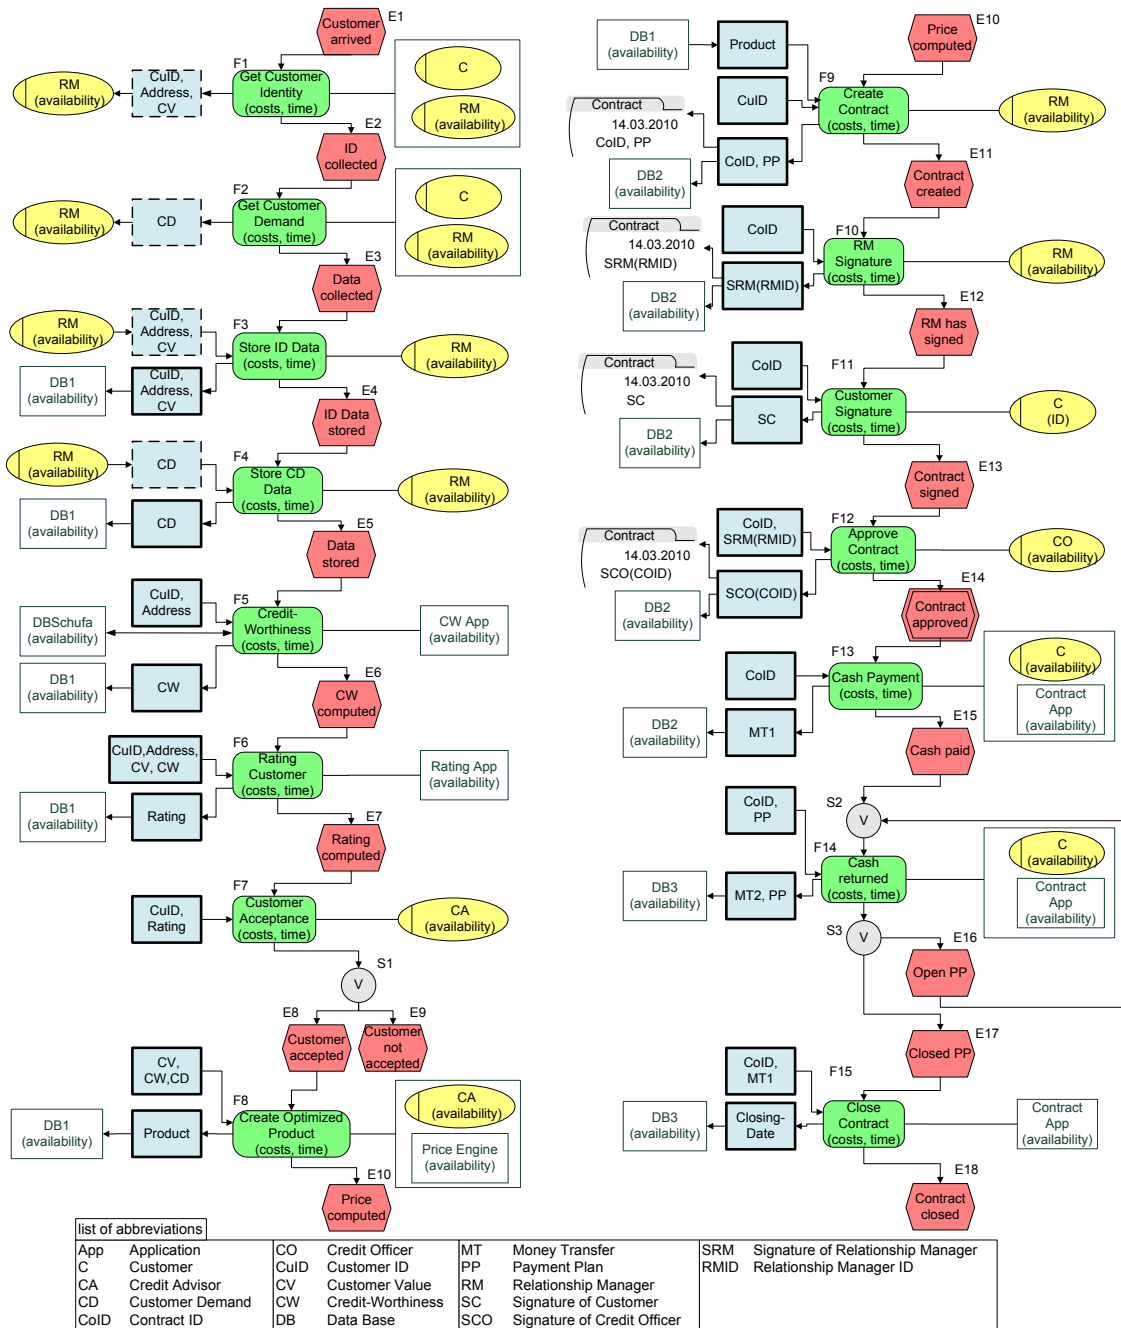 Customer
arrived
E1
F1
Get Customer
Identity
(costs, time)
CuID,
Address,
CV
RM
(availability)
C
RM
(availability)
E2
ID
collected
F2
Get Customer
Demand
(costs, time)
CD
RM
(availability)
C
RM
(availability)
E3
Data
collected
F3
Store ID Data
(costs, time)
RM
(availability)
CuID,
Address,
CV
DB1
(availability)
CuID,
Address,
CV
RM
(availability)
E4
ID Data
stored
F4
Store CD
Data
(costs, time)
RM
(availability)
CD
DB1
(availability)
CD
RM
(availability)
E5
Data
stored
F5
Credit-
Worthiness
(costs, time)
CuID,
Address
DBSchufa
(availability)
DB1
(availability)
CW
CW App
(availability)
E6
CW
computed
F6
Rating
Customer
(costs, time)
CuID,Address,
CV, CW
DB1
(availability)
Rating
Rating App
(availability)
E7
Rating
computed
F7
Customer
Acceptance
(costs, time)
CuID,
Rating
CA
(availability)
S1
V
E8
Customer
accepted
E9
Customer
not
accepted
F8
Create Optimized
Product
(costs, time)
CV,
CW,CD
DB1
(availability)
Product
CA
(availability)
Price Engine
(availability)
E10
Price
computed
E10
Price
computed
DB1
(availability)
Product
F9
Create
Contract
(costs, time)
CuID
RM
(availability)
Contract
14.03.2010
CoID, PP
CoID, PP
DB2
(availability)
E11
Contract
created
F10
RM
Signature
(costs, time)
CoID
RM
(availability)
Contract
14.03.2010
SRM(RMID)
SRM(RMID)
DB2
(availability)
E12
RM has
signed
F11
Customer
Signature
(costs, time)
CoID
C
(ID)
Contract
14.03.2010
SC
SC
DB2
(availability)
E13
Contract
signed
F12
Approve
Contract
(costs, time)
CoID,
SRM(RMID)
CO
(availability)
Contract
14.03.2010
SCO(COID)
SCO(COID)
DB2
(availability)
E14
Contract
approved
F13
Cash Payment
(costs, time)
CoID
DB2
(availability)
MT1
C
(availability)
Contract
App
(availability)
E15
Cash paid
S2
V
F14
Cash
returned
(costs, time)
CoID,
PP
DB3
(availability)
MT2, PP
C
(availability)
Contract
App
(availability)
S3
V
E16
Open PP
E17
Closed PP
F15
Close
Contract
(costs, time)
CoID,
MT1
DB3
(availability)
Closing-
Date
Contract
App
(availability)
E18
Contract
closed
list of abbreviations
App Application CO Credit Officer MT Money Transfer SRM Signature of Relationship Manager
C Customer CuID Customer ID PP Payment Plan RMID Relationship Manager ID
CA Credit Advisor CV Customer Value RM Relationship Manager
CD Customer Demand CW Credit-Worthiness SC Signature of Customer
CoID Contract ID DB Data Base SCO Signature of Credit Officer